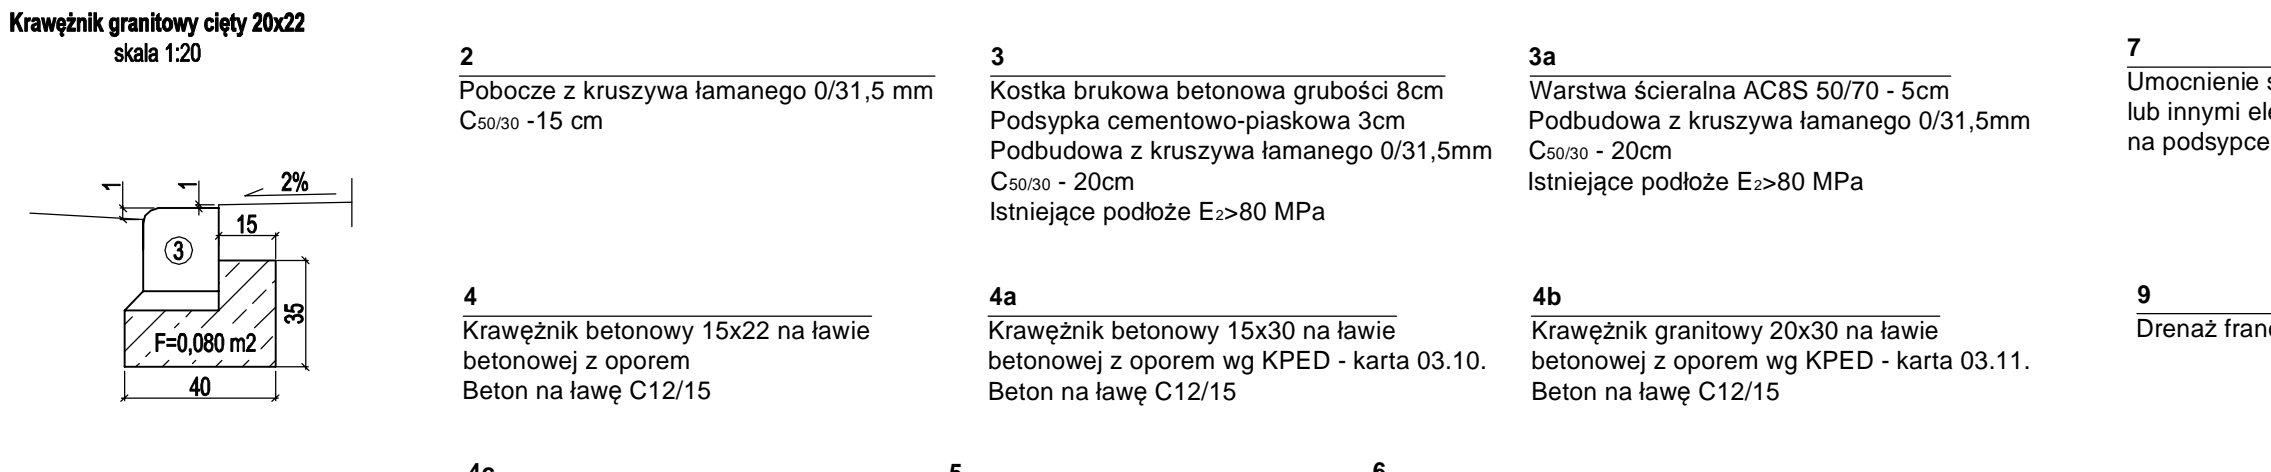 Krawężnik granitowy cięty 20x22
skala 1:20
1
1
2%
15
3
35
F=0,080 m2
40
2
Pobocze z kruszywa łamanego 0/31,5 mm
C50/30 -15 cm
3
Kostka brukowa betonowa grubości 8cm
Podsypka cementowo-piaskowa 3cm
Podbudowa z kruszywa łamanego 0/31,5mm
C50/30 - 20cm
Istniejące podłoże E2>80 MPa
3a
Warstwa ścieralna AC8S 50/70 - 5cm
Podbudowa z kruszywa łamanego 0/31,5mm
C50/30 - 20cm
Istniejące podłoże E2>80 MPa
7
Umocnienie
lub innymi
na podsypce
4
Krawężnik betonowy 15x22 na ławie
betonowej z oporem
Beton na ławę C12/15
4a
Krawężnik betonowy 15x30 na ławie
betonowej z oporem wg KPED - karta 03.10.
Beton na ławę C12/15
4b
Krawężnik granitowy 20x30 na ławie
betonowej z oporem wg KPED - karta 03.11.
Beton na ławę C12/15
9
Drenaż
5
6